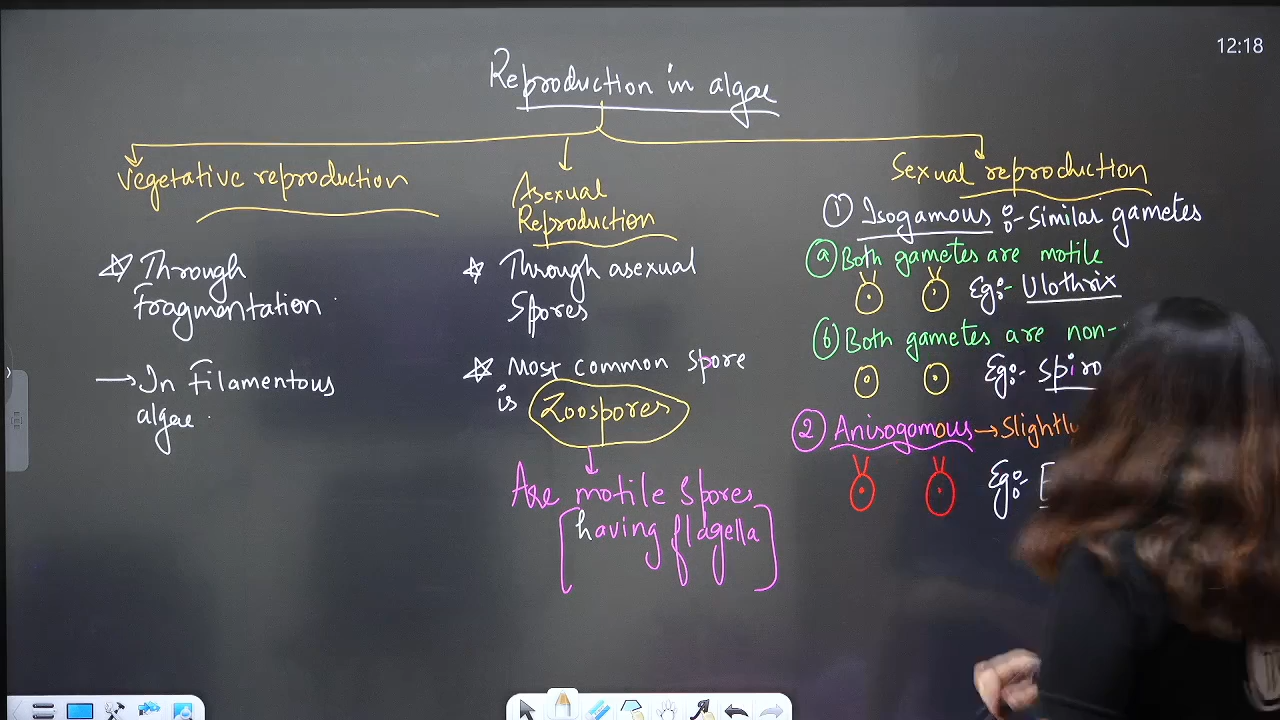 12:18
Reproduction in algae
Vegetative reproduction
☆ Through
fragmentation
→ In filamentous
algae
Asexual
Reproduction
☆ Through asexual
Spores
☆ Most common spore
is Zoospores
Are motile spores
[having flagella]
Sexual reproduction
① Isogamous :- Similar gametes
ⓐ Both gametes are motile
Eg:- Ulothrix
ⓑ Both gametes are non-
Eg:- Spiro
② Anisogamous → Slightly
Eg:-